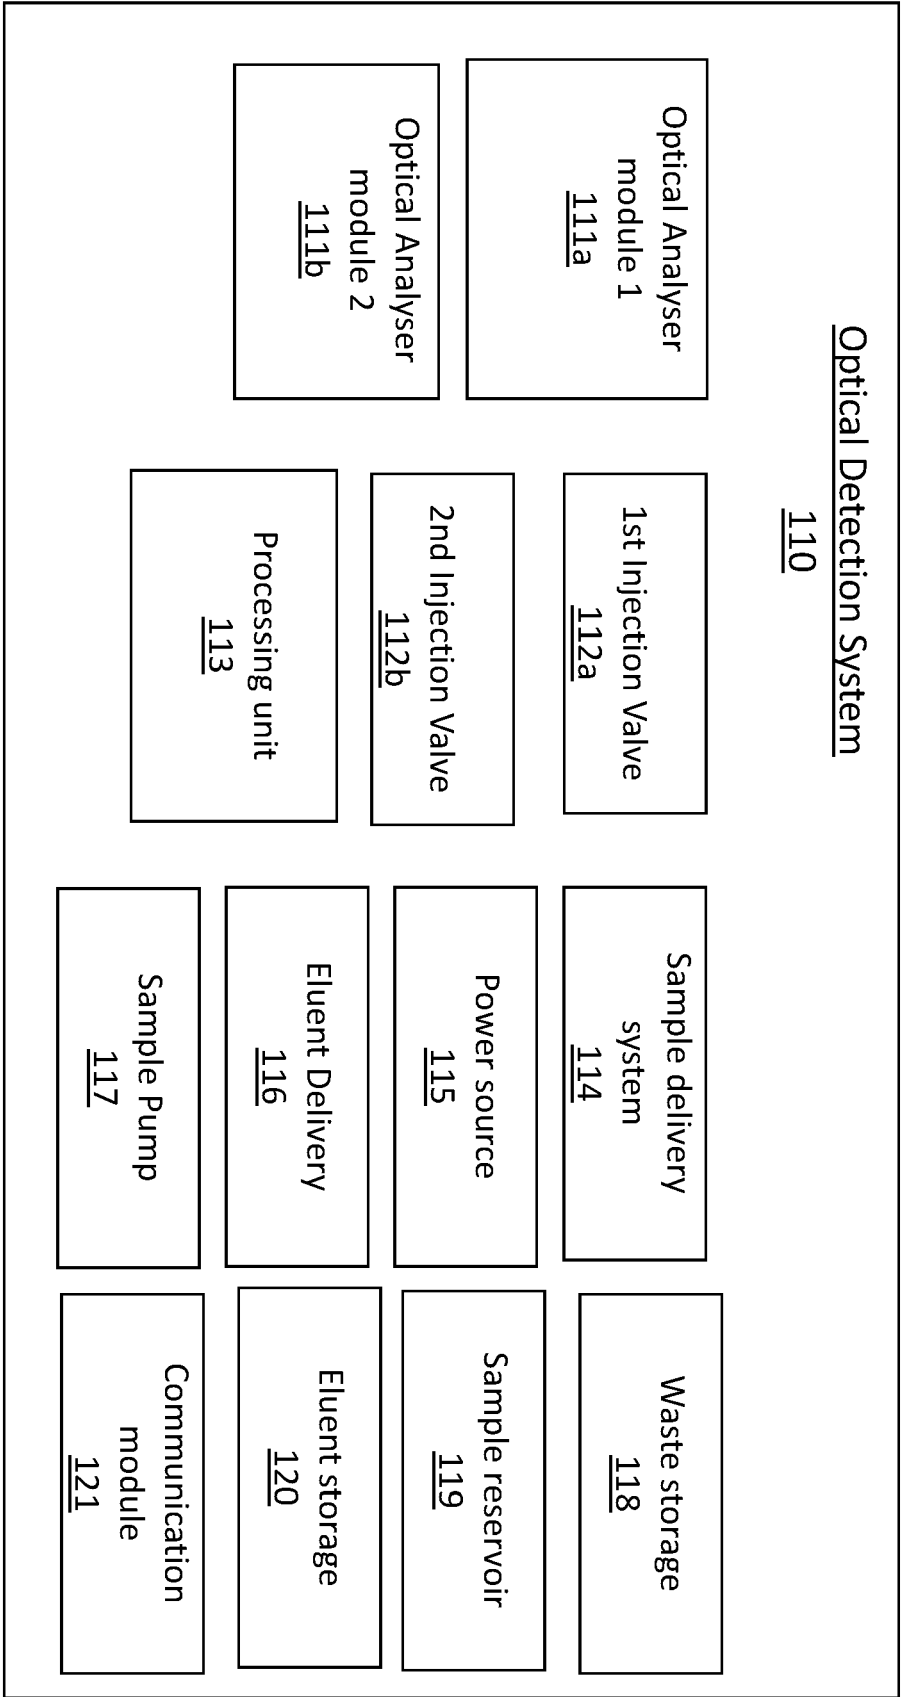 Optical Detection System
110
Optical Analyser
module 1
111a
Optical Analyser
module 2
111b
1st Injection Valve
112a
2nd Injection Valve
112b
Processing unit
113
Sample delivery
system
114
Power source
115
Eluent Delivery
116
Sample Pump
117
Waste storage
118
Sample reservoir
119
Eluent storage
120
Communication
module
121